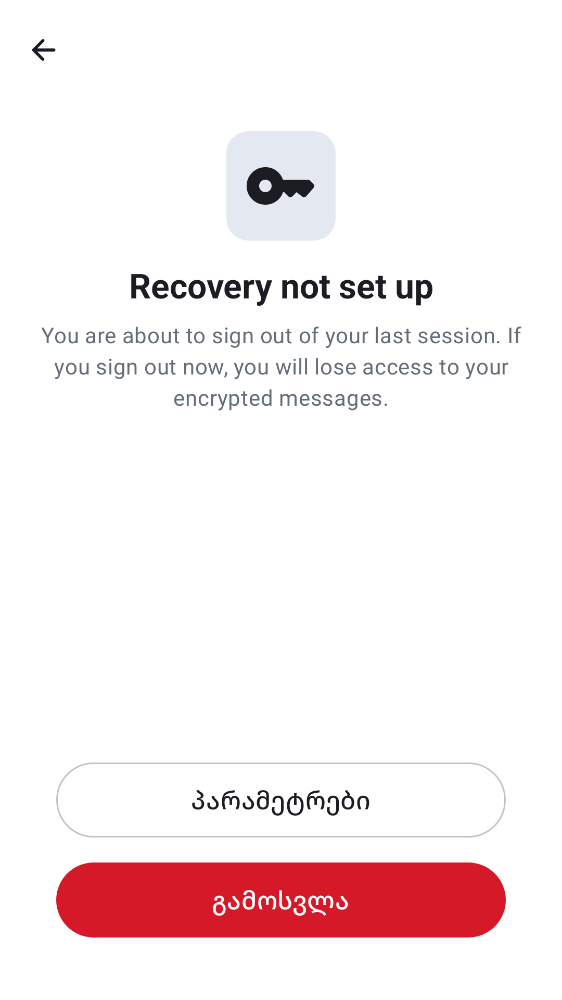 Recovery not set up
You are about to sign out of your last session. If
you sign out now, you will lose access to your
encrypted messages.
პარამეტრები
გამოსვლა